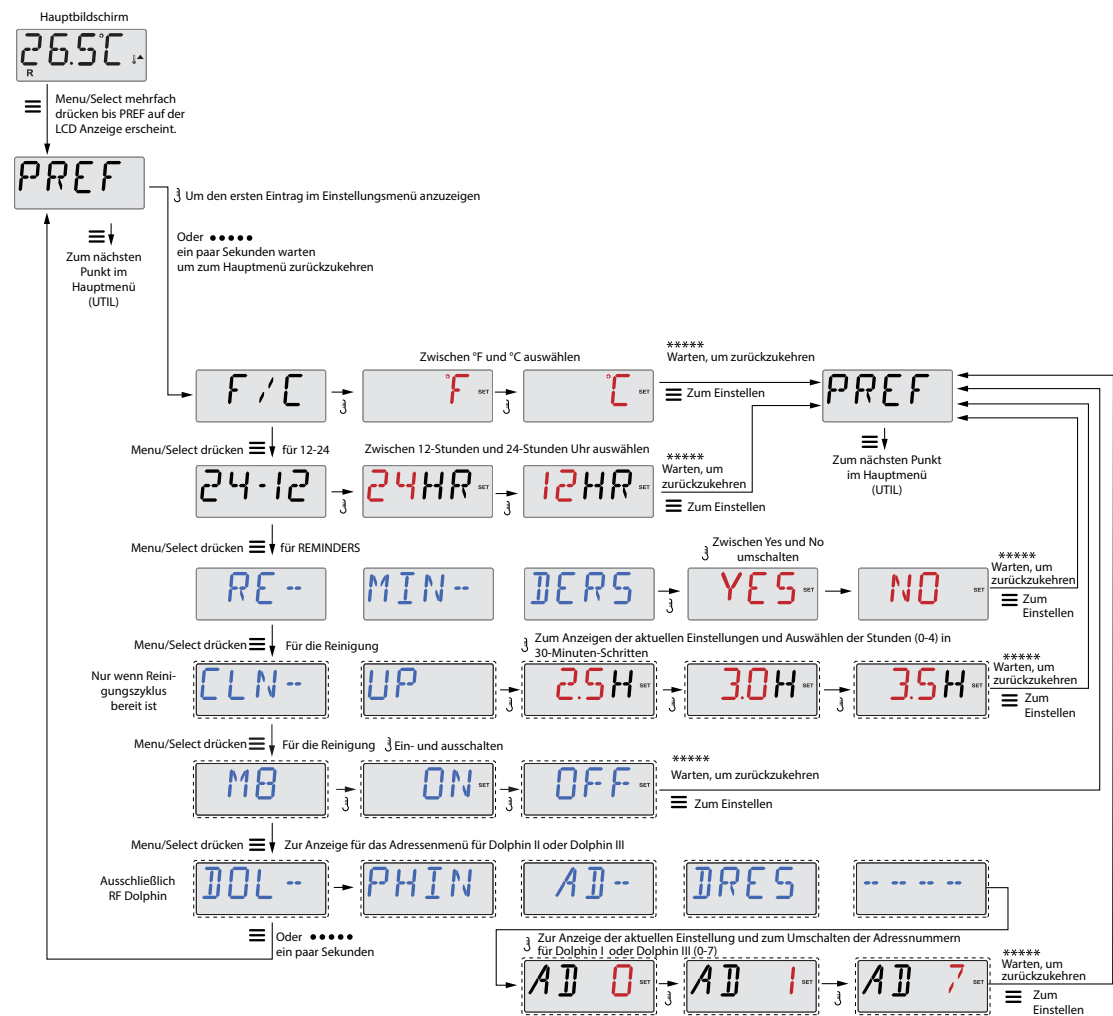 Hauptbildschirm
26.5°C
R
Menu/Select mehrfach
drücken bis PREF auf der
LCD Anzeige erscheint.
PREF
Um den ersten Eintrag im Einstellungsmenü anzuzeigen
Oder •••••
ein paar Sekunden warten
um zum Hauptmenü zurückzukehren
Zum nächsten
Punkt im
Hauptmenü
(UTIL)
Zwischen °F und °C auswählen
*****
Warten, um zurückzukehren
F/C
°F SET
°C SET
Zum Einstellen
PREF
Zum nächsten Punkt
im Hauptmenü
(UTIL)
Menu/Select drücken für 12-24
Zwischen 12-Stunden und 24-Stunden Uhr auswählen
*****
Warten, um
zurückzukehren
24-12
24HR SET
12HR SET
Zum Einstellen
Menu/Select drücken für REMINDERS
Zwischen Yes und No
umschalten
*****
Warten, um
zurückzukehren
RE-
MIN-
DERS
YES SET
NO SET
Zum
Einstellen
Menu/Select drücken Für die Reinigung
Zum Anzeigen der aktuellen Einstellungen und Auswählen der Stunden (0-4) in
30-Minuten-Schritten
*****
Warten, um
zurückzukehren
Nur wenn Reini-
gungszyklus
bereit ist
CLN-
UP
2.5H SET
3.0H SET
3.5H SET
Zum
Einstellen
Menu/Select drücken Für die Reinigung
Ein- und ausschalten
*****
Warten, um zurückzukehren
M8
ON SET
OFF SET
Zum Einstellen
Menu/Select drücken Zur Anzeige für das Adressenmenü für Dolphin II oder Dolphin III
Ausschließlich
RF Dolphin
DOL-
PHIN
AD-
DRES
----
Oder •••••
ein paar Sekunden
Zur Anzeige der aktuellen Einstellung und zum Umschalten der Adressnummern
für Dolphin I oder Dolphin III (0-7)
*****
Warten, um
zurückzukehren
AD 0 SET
AD 1 SET
AD 7 SET
Zum
Einstellen